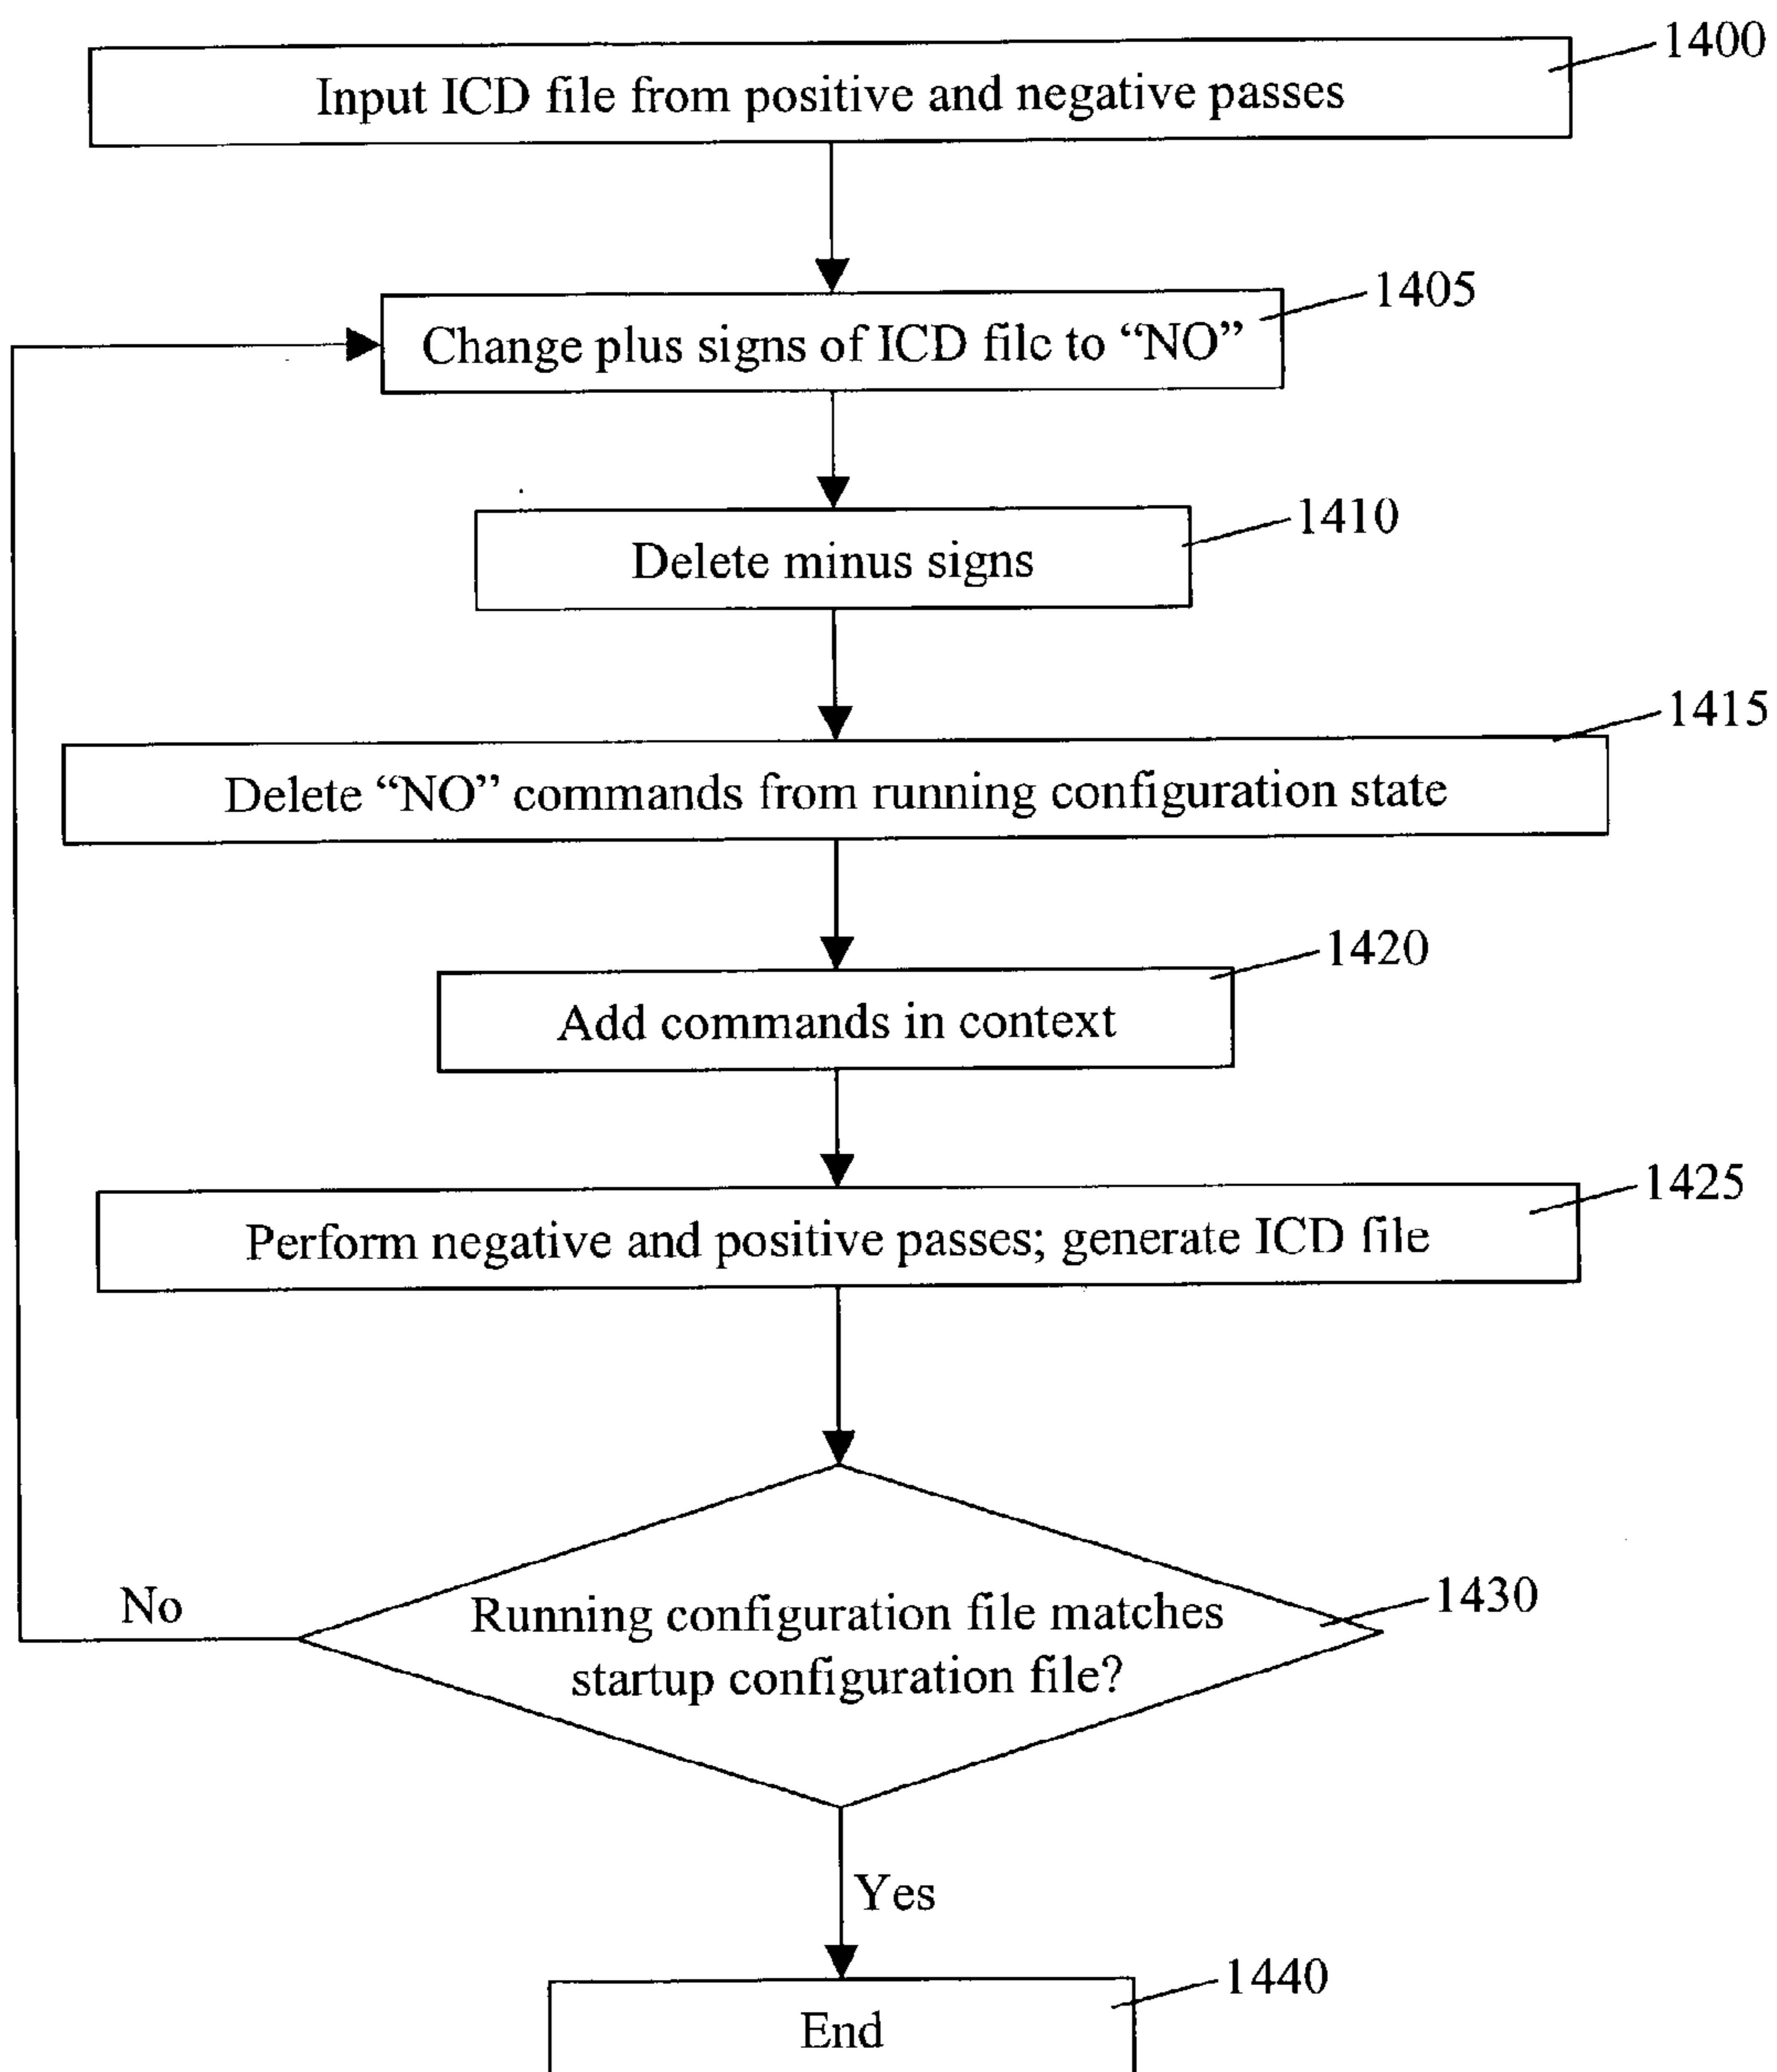 1400
Input ICD file from positive and negative passes
1405
Change plus signs of ICD file to “NO”
1410
Delete minus signs
1415
Delete “NO” commands from running configuration state
1420
Add commands in context
1425
Perform negative and positive passes; generate ICD file
No
1430
Running configuration file matches
startup configuration file?
Yes
1440
End